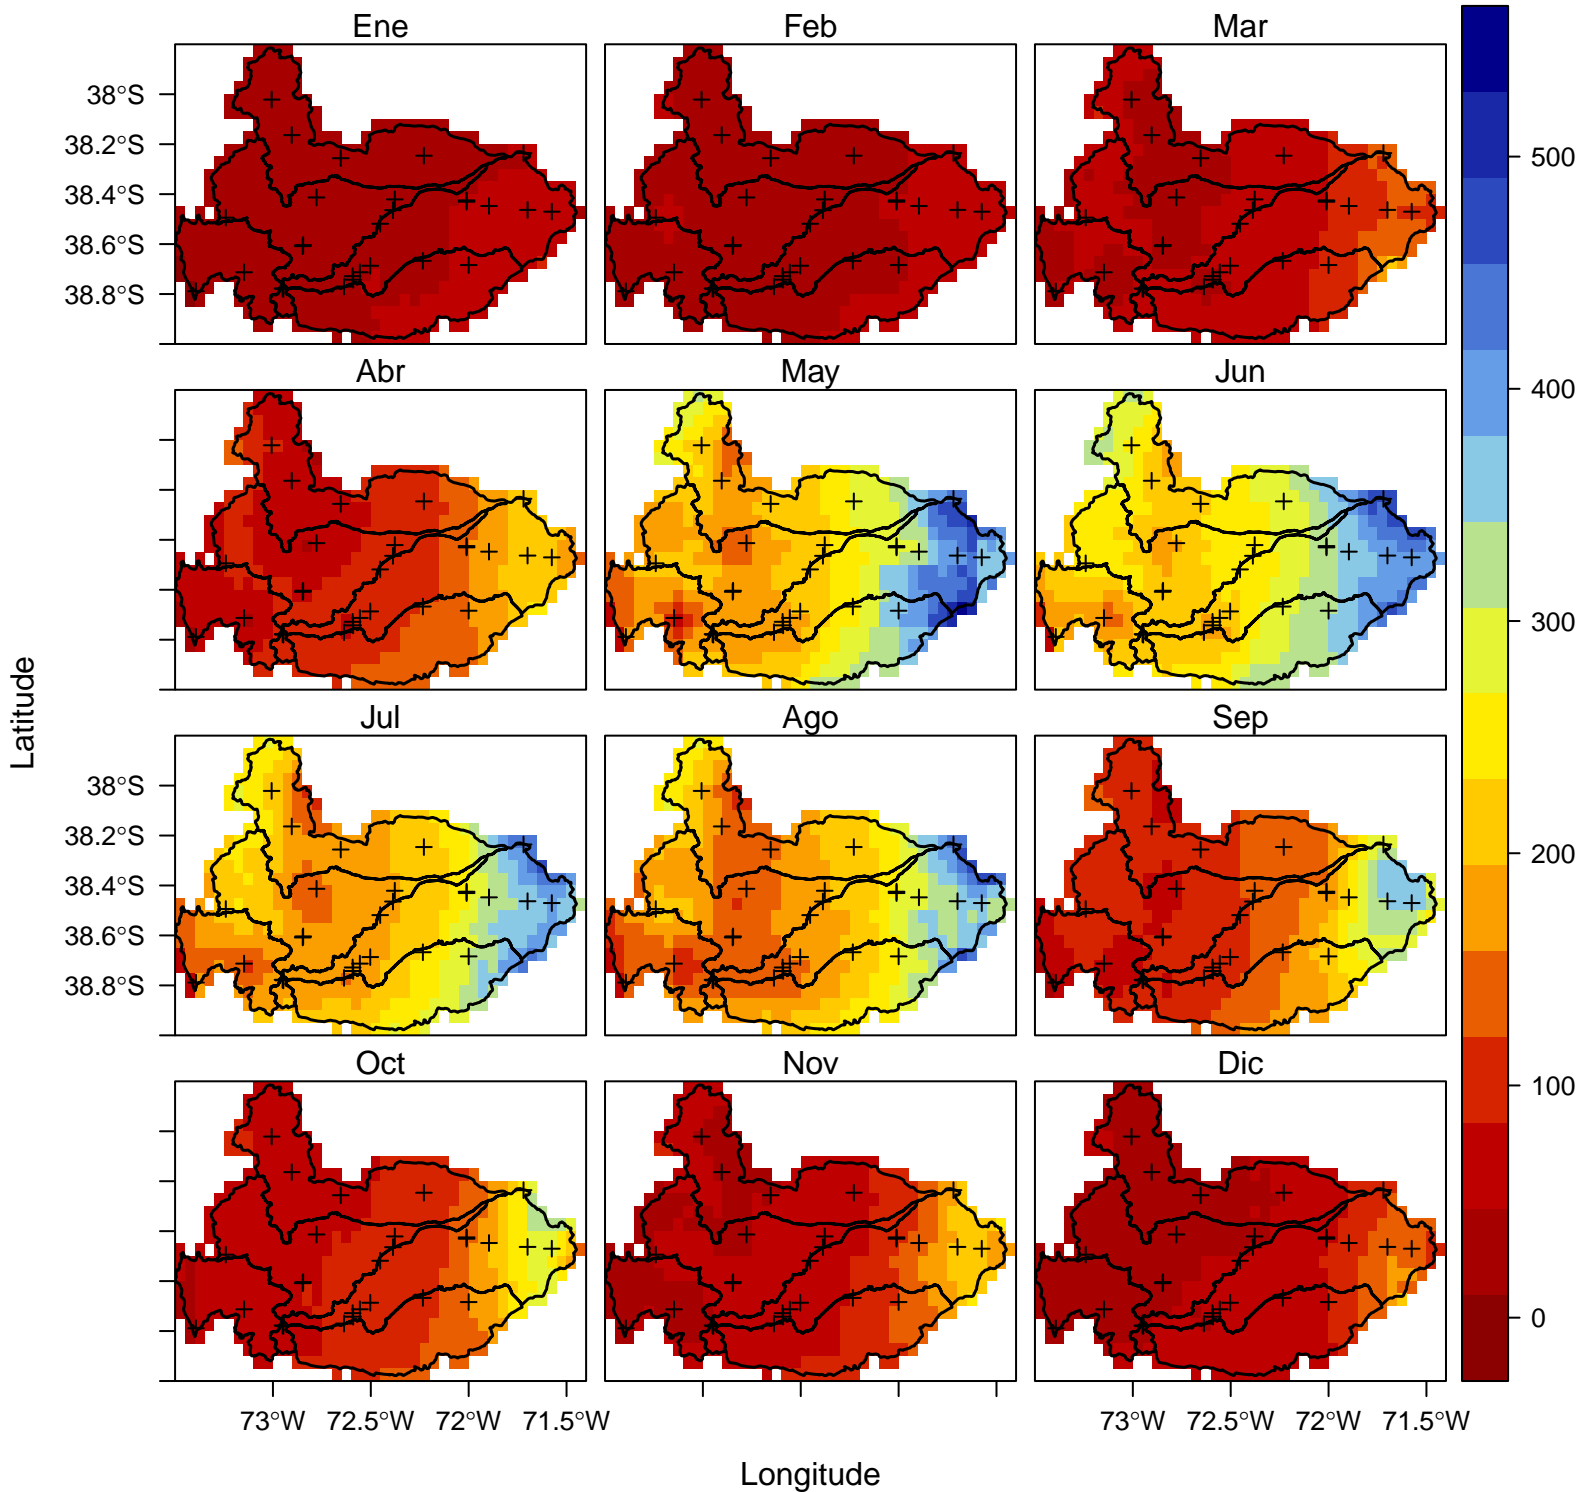 Ene Feb Mar
38°S
38.2°S
38.4°S
38.6°S
38.8°S
Abr May Jun
Jul Ago Sep
38°S
38.2°S
38.4°S
38.6°S
38.8°S
Oct Nov Dic
73°W 72.5°W 72°W 71.5°W 73°W 72.5°W 72°W 71.5°W
Longitude
Latitude
500
400
300
200
100
0